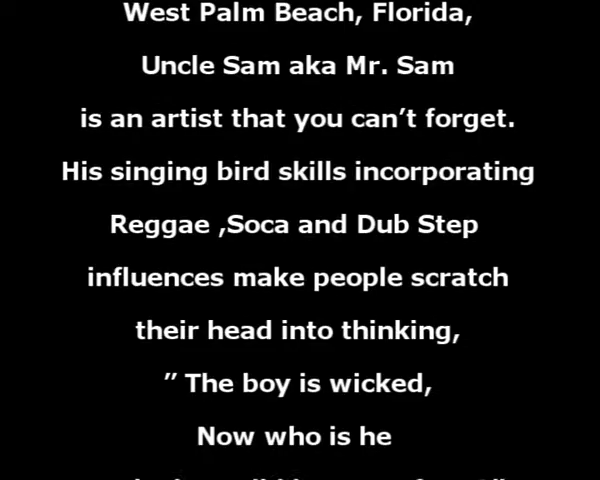 West Palm Beach, Florida,
Uncle Sam aka Mr. Sam
is an artist that you can’t forget.
His singing bird skills incorporating
Reggae ,Soca and Dub Step
influences make people scratch
their head into thinking,
” The boy is wicked,
Now who is he